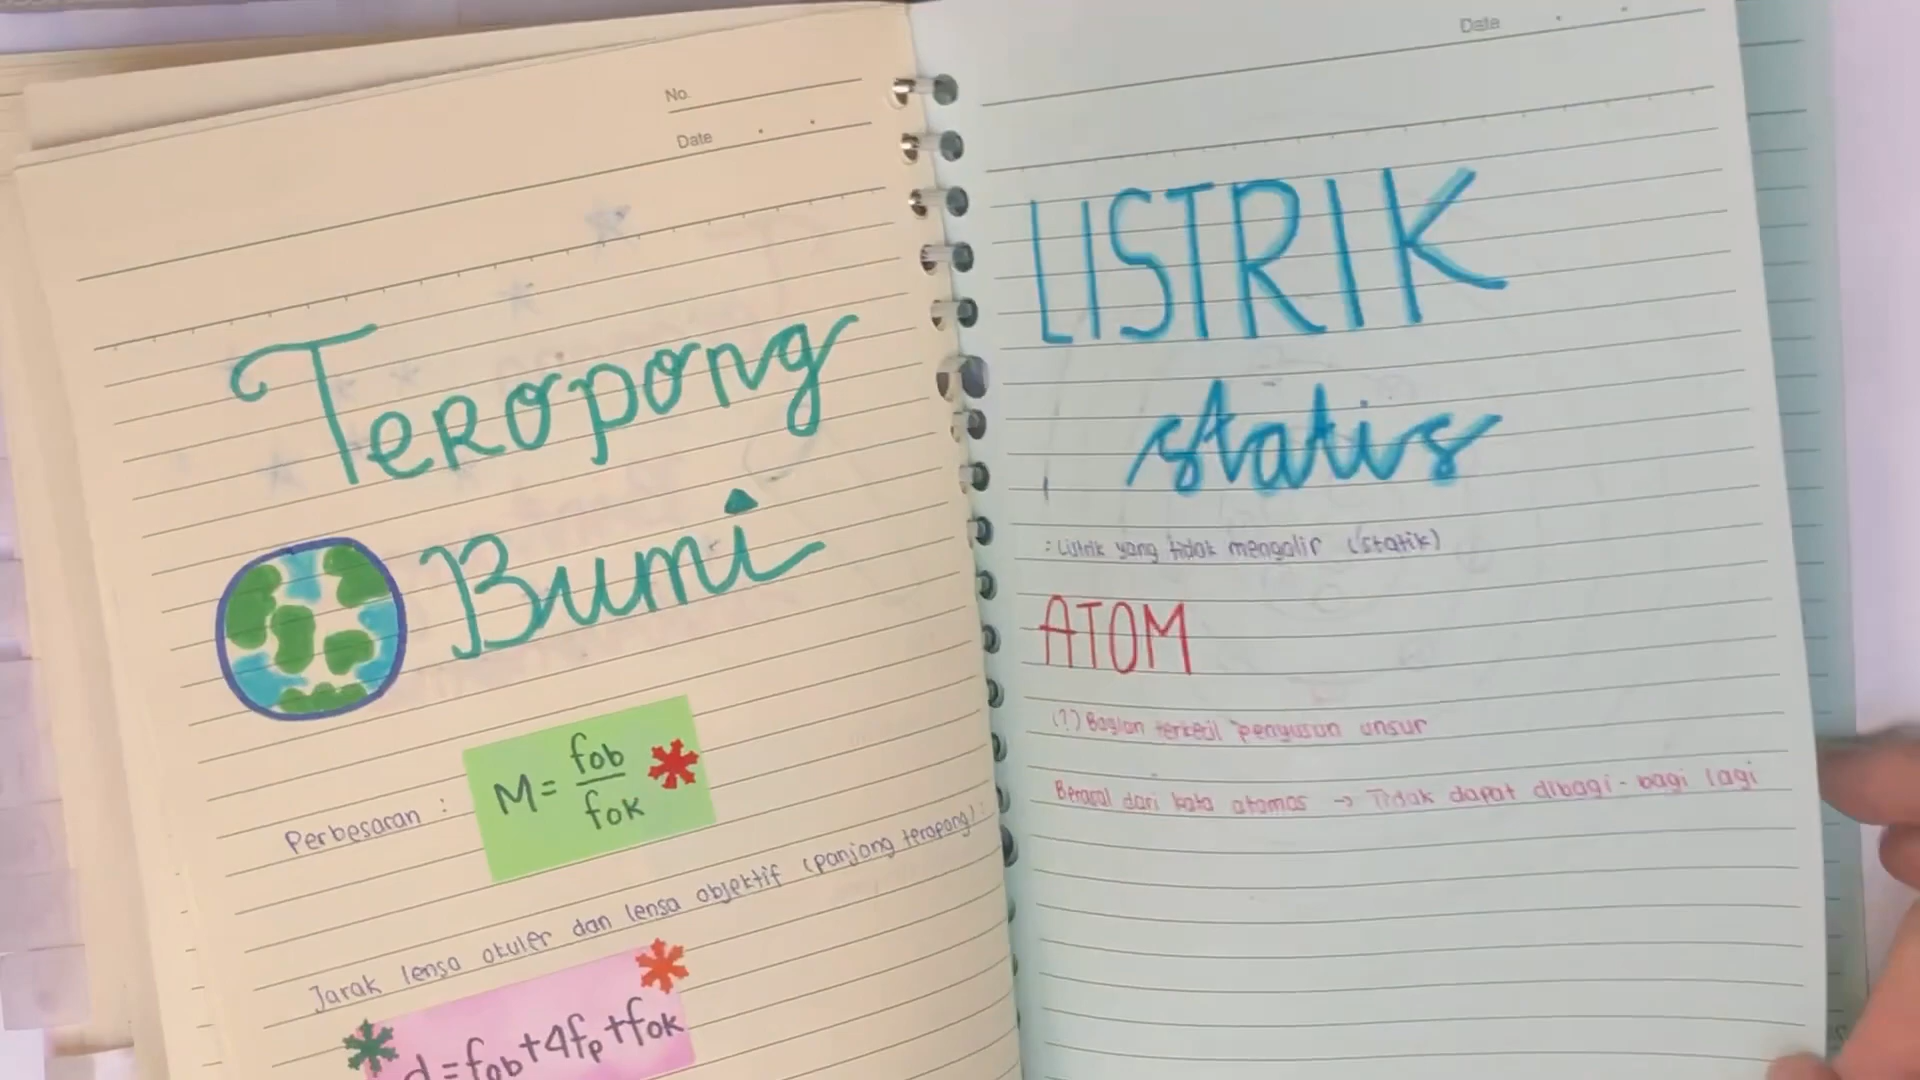 No.
Date
Teropong
Bumi
Perbesaran :
M = fob
fok
Jarak lensa okuler dan lensa objektif (panjang teropong) :
d = fob + 4fp + fok
Date
LISTRIK
statis
: Listrik yang tidak mengalir (statik)
ATOM
(?) Bagian terkecil penyusun unsur
Berasal dari kata atomos → Tidak dapat dibagi - bagi lagi